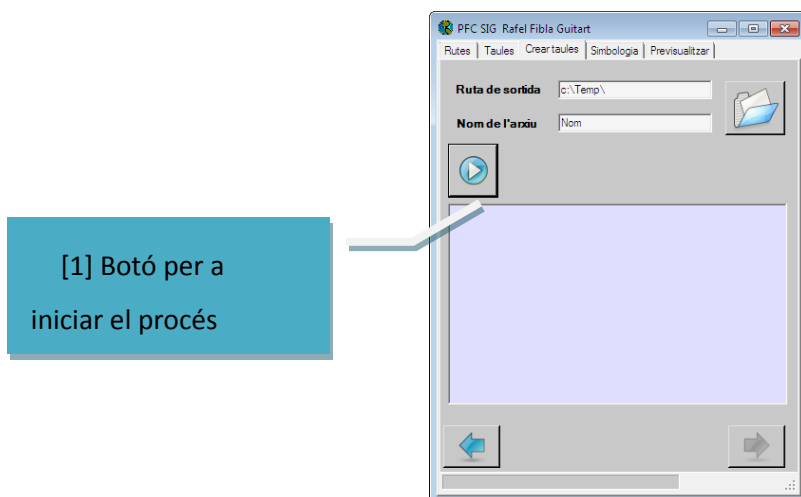 PFC SIG Rafel Fibla Guitart
Rutes Taules Crear taules Simbologia Previsualitzar
Ruta de sortida c:\Temp\
Nom de l'arxiu Nom
[1] Botó per a
iniciar el procés